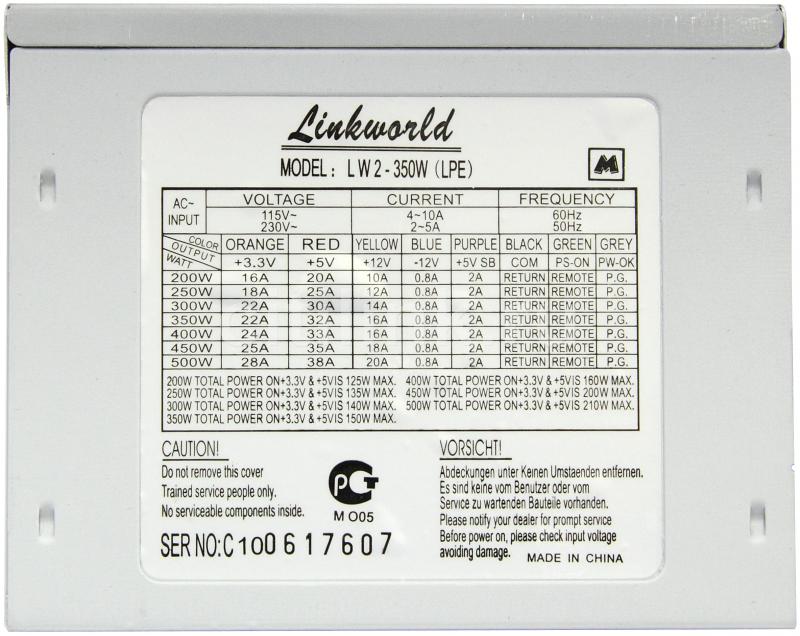 Linkworld
MODEL: LW2-350W (LPE)
M
AC~ INPUT VOLTAGE CURRENT FREQUENCY
115V~ 4~10A 60Hz
230V~ 2~5A 50Hz
COLOR ORANGE RED YELLOW BLUE PURPLE BLACK GREEN GREY
OUTPUT
WATT +3.3V +5V +12V -12V +5V SB COM PS-ON PW-OK
200W 16A 20A 10A 0.8A 2A RETURN REMOTE P.G.
250W 18A 25A 12A 0.8A 2A RETURN REMOTE P.G.
300W 22A 30A 14A 0.8A 2A RETURN REMOTE P.G.
350W 22A 32A 16A 0.8A 2A RETURN REMOTE P.G.
400W 24A 33A 16A 0.8A 2A RETURN REMOTE P.G.
450W 25A 35A 18A 0.8A 2A RETURN REMOTE P.G.
500W 28A 38A 20A 0.8A 2A RETURN REMOTE P.G.
200W TOTAL POWER ON+3.3V & +5VIS 125W MAX. 400W TOTAL POWER ON+3.3V & +5VIS 160W MAX.
250W TOTAL POWER ON+3.3V & +5VIS 135W MAX. 450W TOTAL POWER ON+3.3V & +5VIS 200W MAX.
300W TOTAL POWER ON+3.3V & +5VIS 140W MAX. 500W TOTAL POWER ON+3.3V & +5VIS 210W MAX.
350W TOTAL POWER ON+3.3V & +5VIS 150W MAX.
CAUTION!
Do not remove this cover
Trained service people only.
No serviceable components inside.
PCT
M O05
VORSICHT!
Abdeckungen unter Keinen Umstaenden entfernen.
Es sind keine vom Benutzer oder vom
Service zu wartenden Bauteile vorhanden.
Please notify your dealer for prompt service
Before power on, please check input voltage
avoiding damage. MADE IN CHINA
SER NO:C100617607